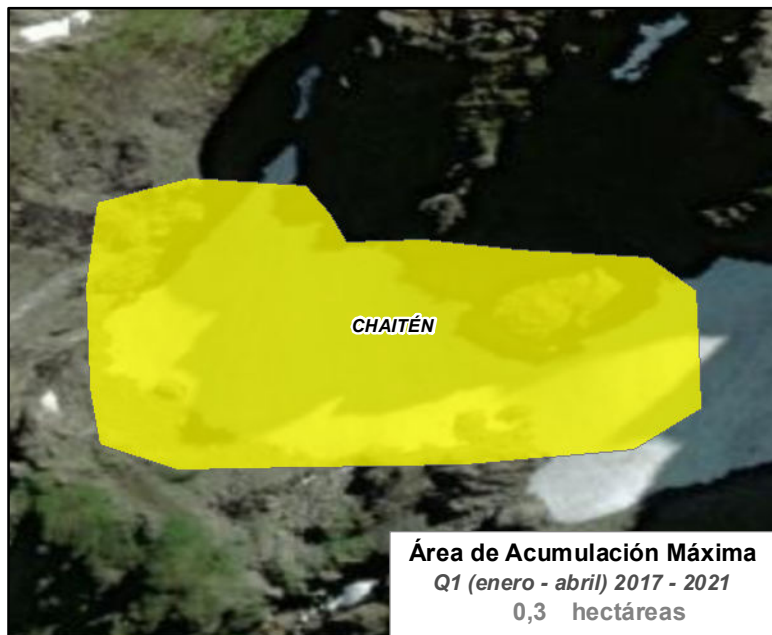 CHAITÉN
Área de Acumulación Máxima
Q1 (enero - abril) 2017 - 2021
0,3 hectáreas